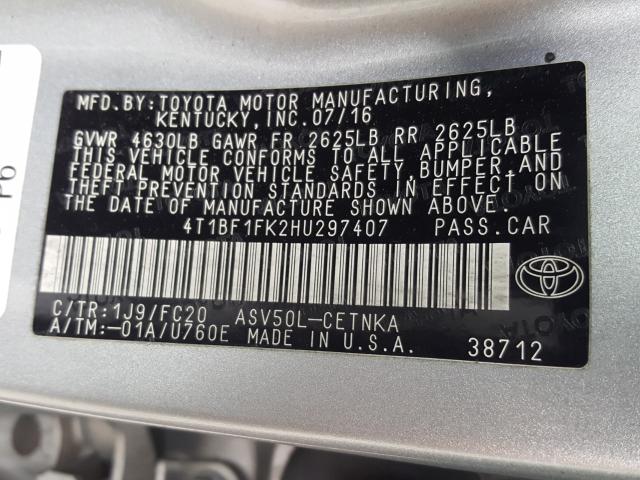 MFD.BY:TOYOTA MOTOR MANUFACTURING,
KENTUCKY, INC.07/16
GVWR 4630LB GAWR FR 2625LB RR 2625LB
THIS VEHICLE CONFORMS TO ALL APPLICABLE
FEDERAL MOTOR VEHICLE SAFETY,BUMPER,AND
THEFT PREVENTION STANDARDS IN EFFECT ON
THE DATE OF MANUFACTURE SHOWN ABOVE.
4T1BF1FK2HU297407 PASS.CAR
C/TR:1J9/FC20 ASV50L-CETNKA
A/TM:-01A/U760E MADE IN U.S.A. 38712